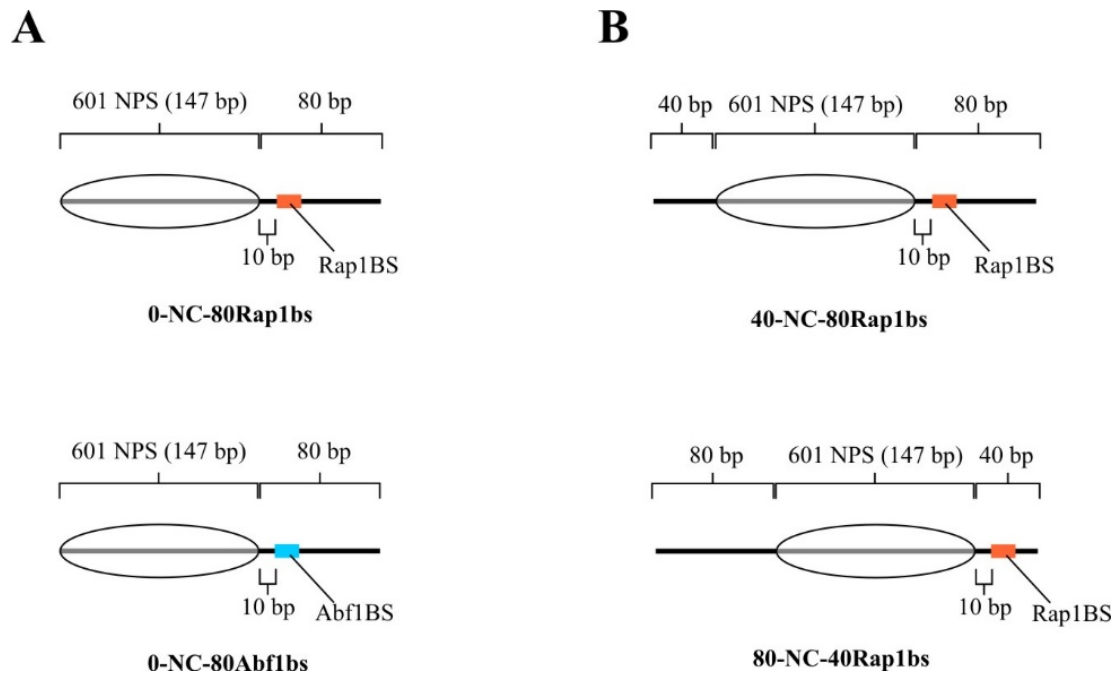 A
601 NPS (147 bp)
80 bp
10 bp
Rap1BS
0-NC-80Rap1bs
601 NPS (147 bp)
80 bp
10 bp
Abf1BS
0-NC-80Abf1bs
B
40 bp
601 NPS (147 bp)
80 bp
10 bp
Rap1BS
40-NC-80Rap1bs
80 bp
601 NPS (147 bp)
40 bp
10 bp
Rap1BS
80-NC-40Rap1bs